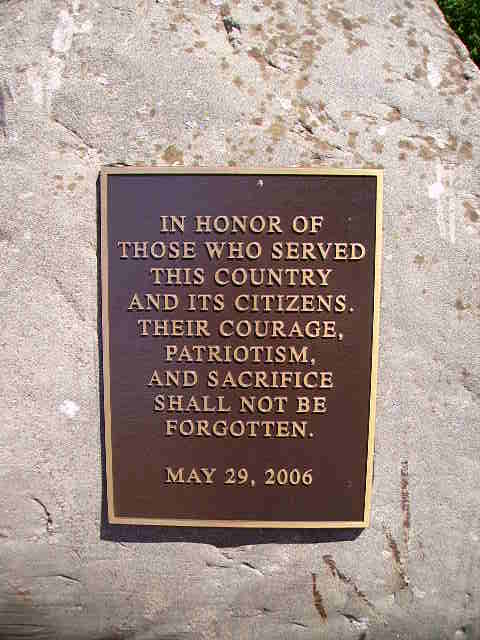 IN HONOR OF
THOSE WHO SERVED
THIS COUNTRY
AND ITS CITIZENS.
THEIR COURAGE,
PATRIOTISM,
AND SACRIFICE
SHALL NOT BE
FORGOTTEN.
MAY 29, 2006